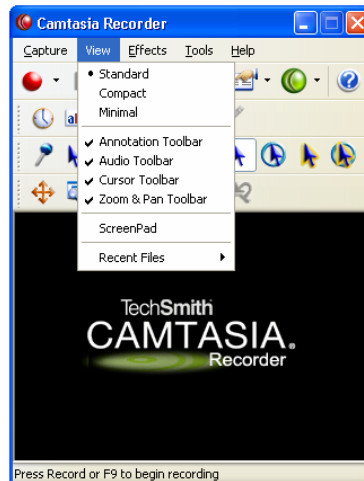 Camtasia Recorder
Capture View Effects Tools Help
Standard
Compact
Minimal
Annotation Toolbar
Audio Toolbar
Cursor Toolbar
Zoom & Pan Toolbar
ScreenPad
Recent Files
TechSmith
CAMTASIA®
Recorder
Press Record or F9 to begin recording